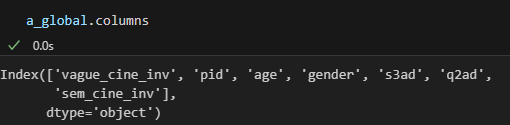 a_global.columns
✓ 0.0s
Index(['vague_cine_inv', 'pid', 'age', 'gender', 's3ad', 'q2ad',
       'sem_cine_inv'],
      dtype='object')